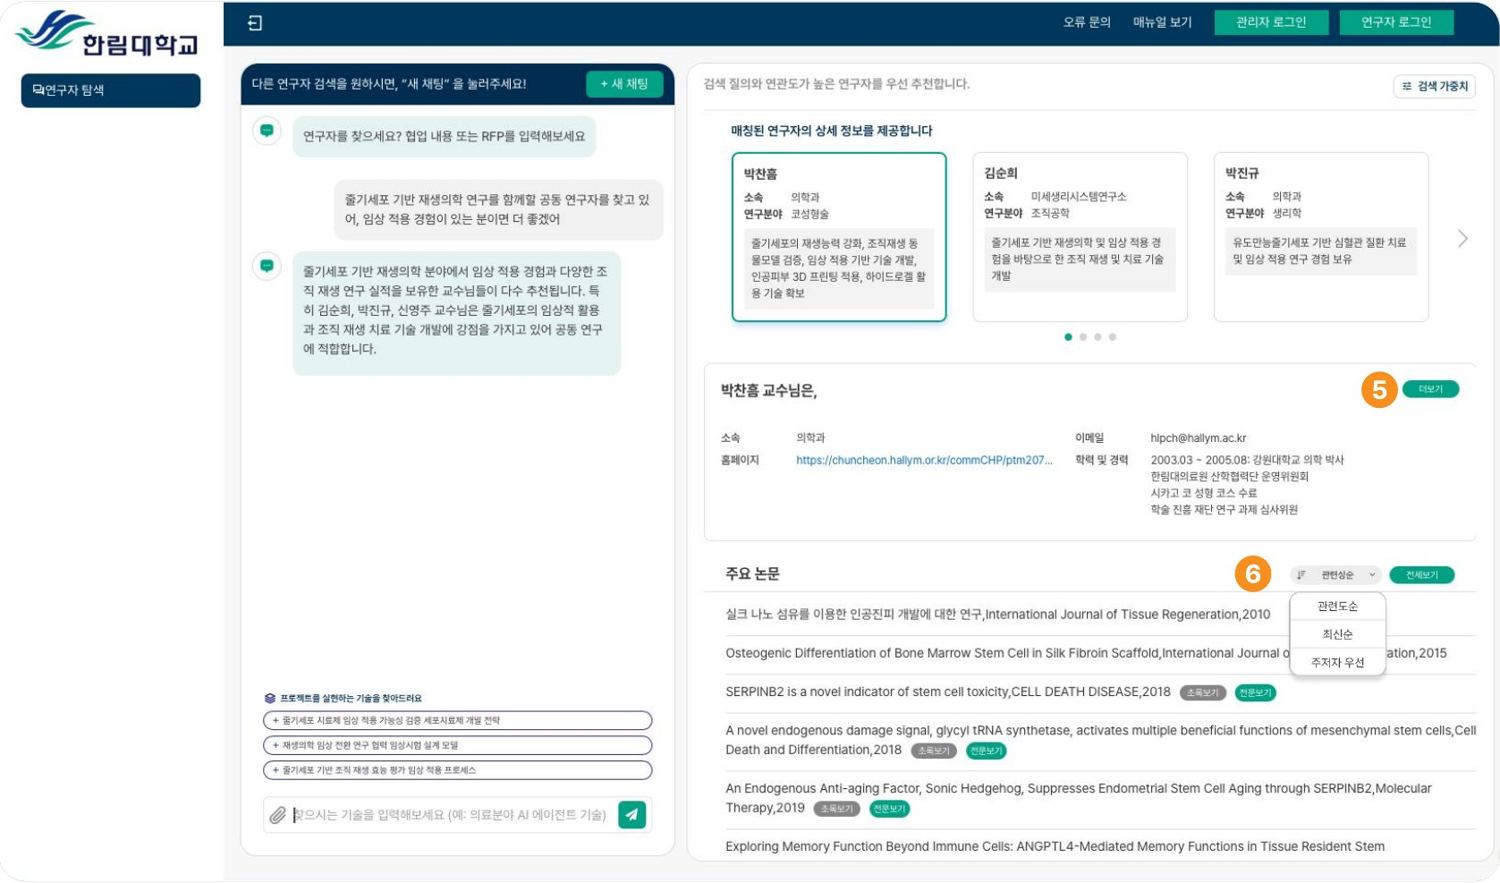 한림대학교
연구자 탐색
오류 문의
매뉴얼 보기
관리자 로그인
연구자 로그인
다른 연구자 검색을 원하시면, “새 채팅” 을 눌러주세요!
+ 새 채팅
연구자를 찾으세요? 협업 내용 또는 RFP를 입력해보세요
줄기세포 기반 재생의학 연구를 함께할 공동 연구자를 찾고 있
어, 임상 적용 경험이 있는 분이면 더 좋겠어
줄기세포 기반 재생의학 분야에서 임상 적용 경험과 다양한 조
직 재생 연구 실적을 보유한 교수님들이 다수 추천됩니다. 특
히 김순희, 박진규, 신영주 교수님은 줄기세포의 임상적 활용
과 조직 재생 치료 기술 개발에 강점을 가지고 있어 공동 연구
에 적합합니다.
프로젝트를 실현하는 기술을 찾아드려요
+ 줄기세포 치료제 임상 적용 가능성 검증 세포치료제 개발 전략
+ 재생의학 임상 전환 연구 협력 임상시험 설계 모델
+ 줄기세포 기반 조직 재생 효능 평가 임상 적용 프로세스
찾으시는 기술을 입력해보세요 (예: 의료분야 AI 에이전트 기술)
검색 질의와 연관도가 높은 연구자를 우선 추천합니다.
검색 가중치
매칭된 연구자의 상세 정보를 제공합니다
박찬흠
소속 의학과
연구분야 코성형술
줄기세포의 재생능력 강화, 조직재생 동
물모델 검증, 임상 적용 기반 기술 개발,
인공피부 3D 프린팅 적용, 하이드로겔 활
용 기술 확보
김순희
소속 미세생리시스템연구소
연구분야 조직공학
줄기세포 기반 재생의학 및 임상 적용 경
험을 바탕으로 한 조직 재생 및 치료 기술
개발
박진규
소속 의학과
연구분야 생리학
유도만능줄기세포 기반 심혈관 질환 치료
및 임상 적용 연구 경험 보유
박찬흠 교수님은,
5
더보기
소속 의학과
홈페이지 https://chuncheon.hallym.or.kr/commCHP/ptm207...
이메일 hlpch@hallym.ac.kr
학력 및 경력 2003.03 ~ 2005.08: 강원대학교 의학 박사
한림대의료원 산학협력단 운영위원회
시카고 코 성형 코스 수료
학술 진흥 재단 연구 과제 심사위원
주요 논문
6
관련성순
전체보기
관련도순
최신순
주저자 우선
실크 나노 섬유를 이용한 인공진피 개발에 대한 연구,International Journal of Tissue Regeneration,2010
Osteogenic Differentiation of Bone Marrow Stem Cell in Silk Fibroin Scaffold,International Journal o ation,2015
SERPINB2 is a novel indicator of stem cell toxicity,CELL DEATH DISEASE,2018 초록보기 전문보기
A novel endogenous damage signal, glycyl tRNA synthetase, activates multiple beneficial functions of mesenchymal stem cells,Cell
Death and Differentiation,2018 초록보기 전문보기
An Endogenous Anti-aging Factor, Sonic Hedgehog, Suppresses Endometrial Stem Cell Aging through SERPINB2,Molecular
Therapy,2019 초록보기 전문보기
Exploring Memory Function Beyond Immune Cells: ANGPTL4-Mediated Memory Functions in Tissue Resident Stem